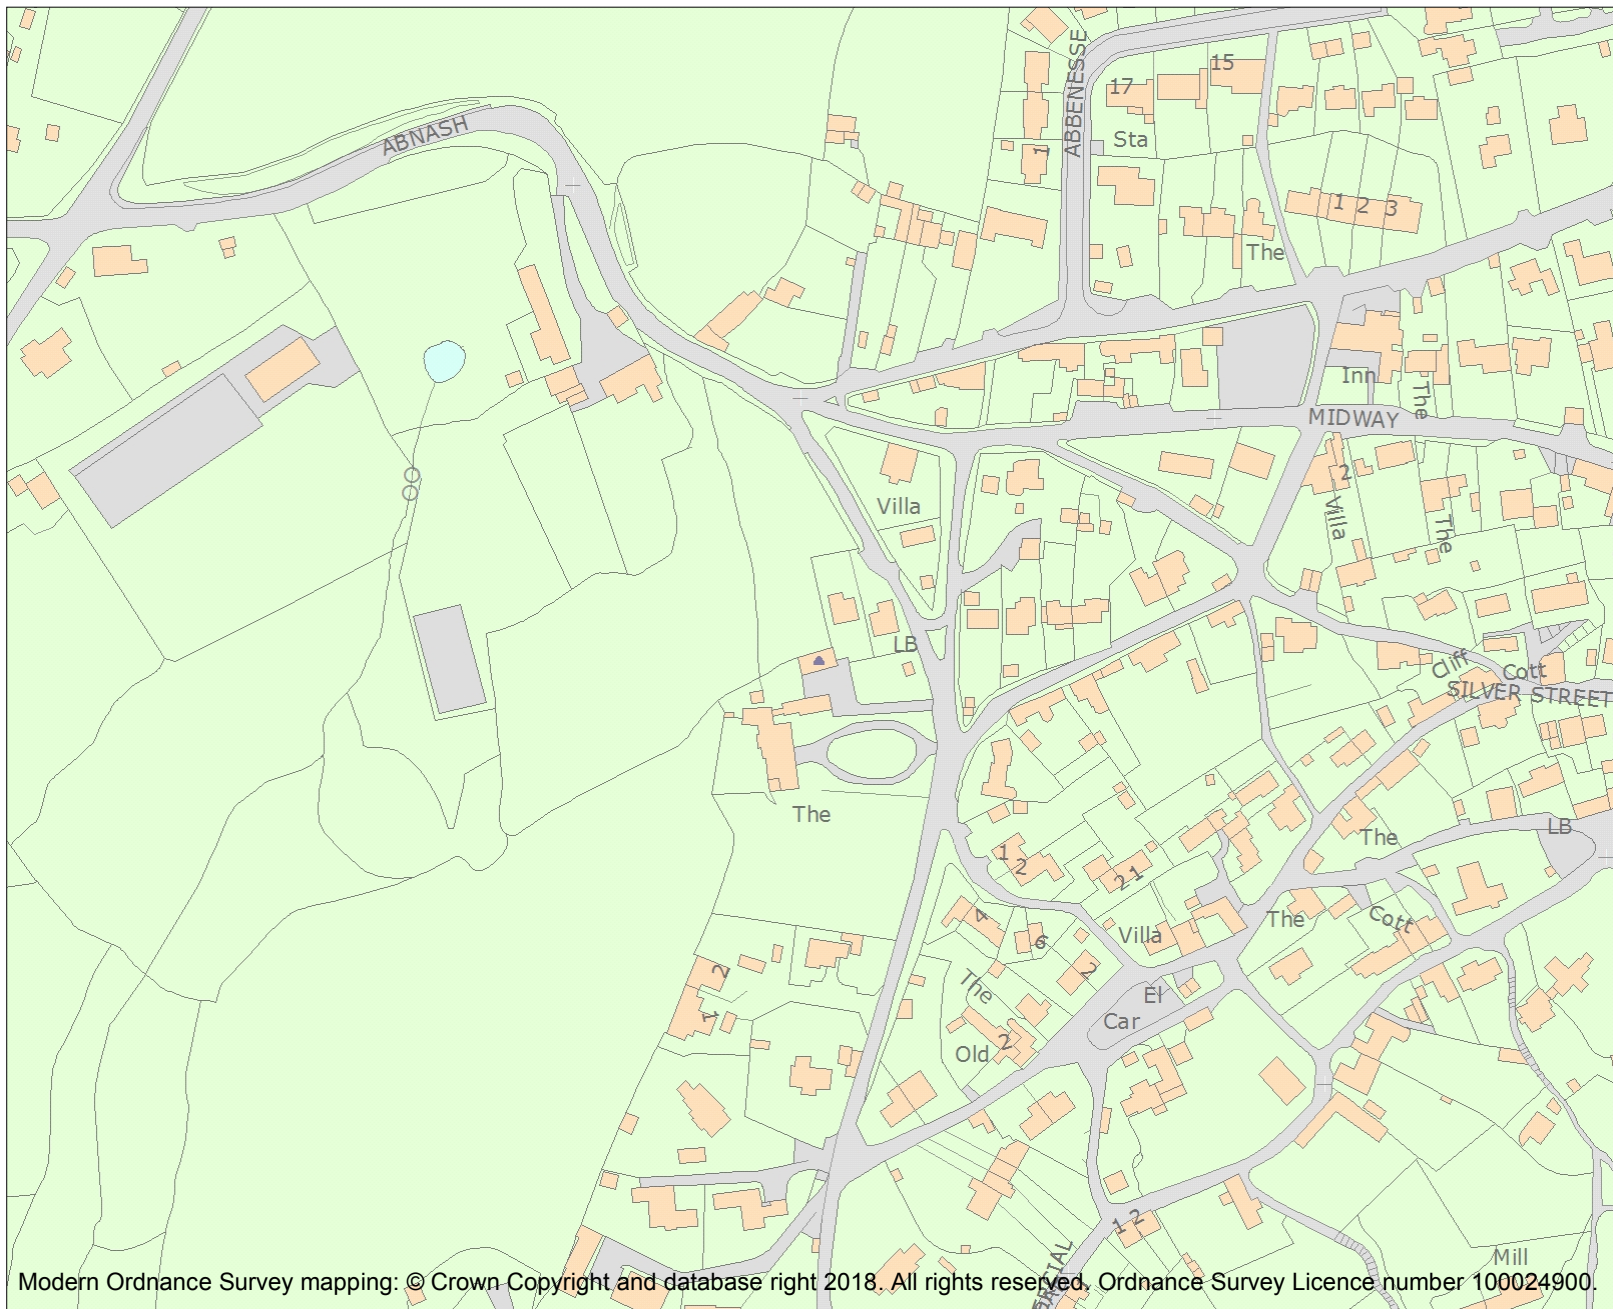 ABBENESSE
15
17
ABNASH
Sta
1
1 2 3
The
Inn
The
MIDWAY
2
Villa
Villa
The
LB
Cliff
Cott
SILVER STREET
The
LB
The
1
2
2 1
4
6
Villa
The
Cott
2
2
The
El
1
Car
2
Old
1 2
Mill
Modern Ordnance Survey mapping: © Crown Copyright and database right 2018. All rights reserved, Ordnance Survey Licence number 100024900.